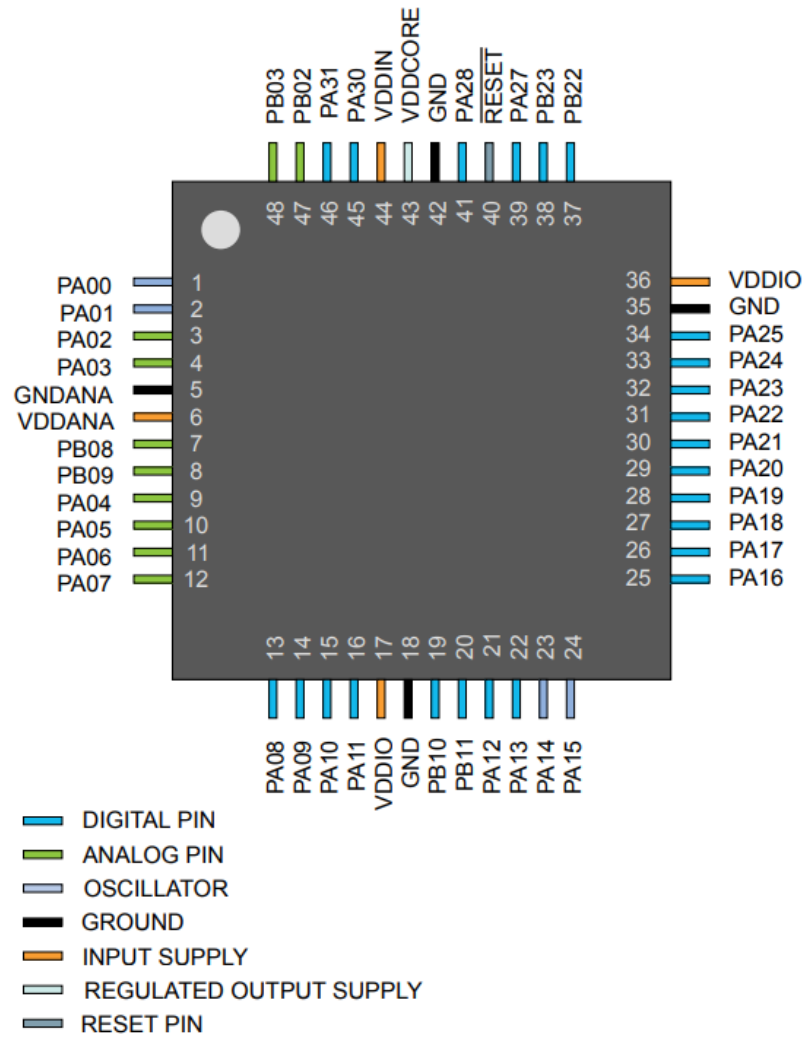 PB03
PB02
PA31
PA30
VDDIN
VDDCORE
GND
PA28
RESET
PA27
PB23
PB22
48
47
46
45
44
43
42
41
40
39
38
37
PA00 1
PA01 2
PA02 3
PA03 4
GNDANA 5
VDDANA 6
PB08 7
PB09 8
PA04 9
PA05 10
PA06 11
PA07 12
36 VDDIO
35 GND
34 PA25
33 PA24
32 PA23
31 PA22
30 PA21
29 PA20
28 PA19
27 PA18
26 PA17
25 PA16
13
14
15
16
17
18
19
20
21
22
23
24
PA08
PA09
PA10
PA11
VDDIO
GND
PB10
PB11
PA12
PA13
PA14
PA15
DIGITAL PIN
ANALOG PIN
OSCILLATOR
GROUND
INPUT SUPPLY
REGULATED OUTPUT SUPPLY
RESET PIN